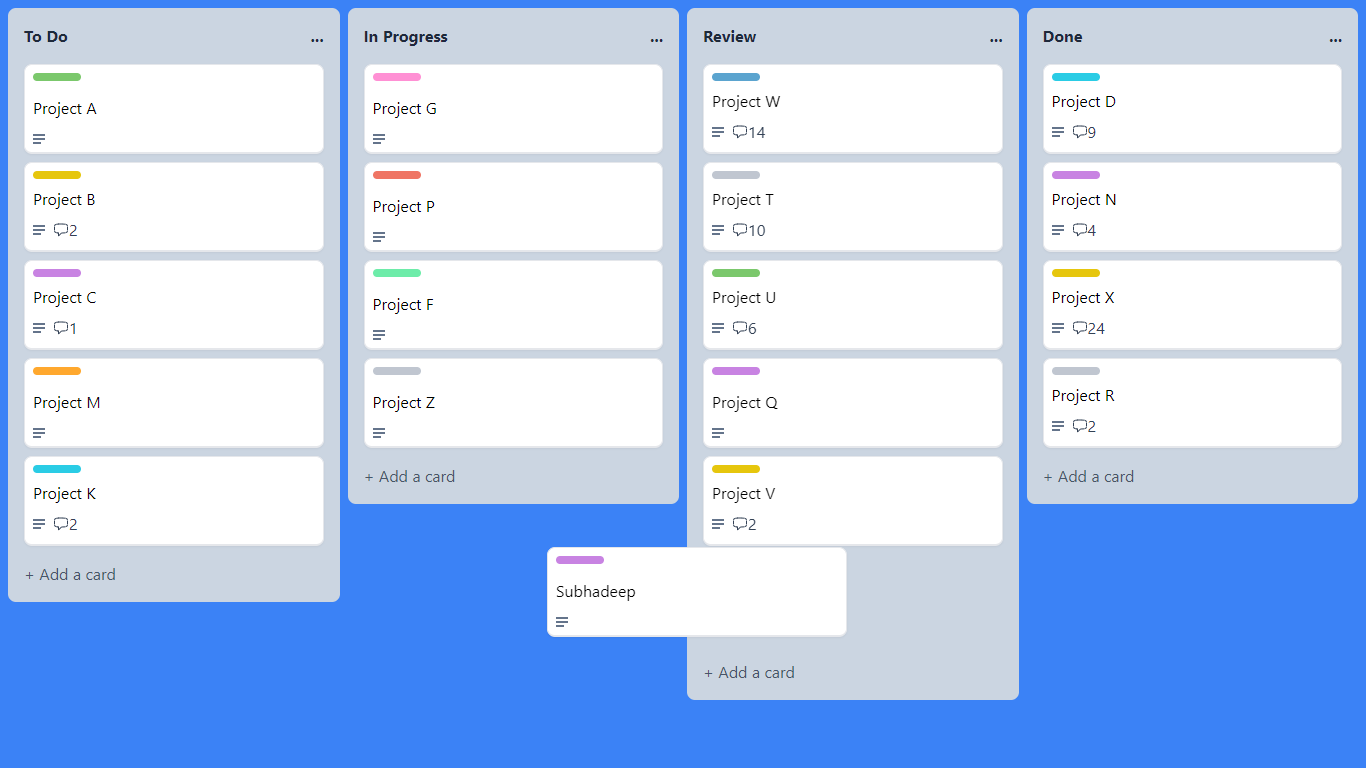 To Do
...
Project A
Project B
2
Project C
1
Project M
Project K
2
+ Add a card
In Progress
...
Project G
Project P
Project F
Project Z
+ Add a card
Review
...
Project W
14
Project T
10
Project U
6
Project Q
Project V
2
Subhadeep
+ Add a card
Done
...
Project D
9
Project N
4
Project X
24
Project R
2
+ Add a card